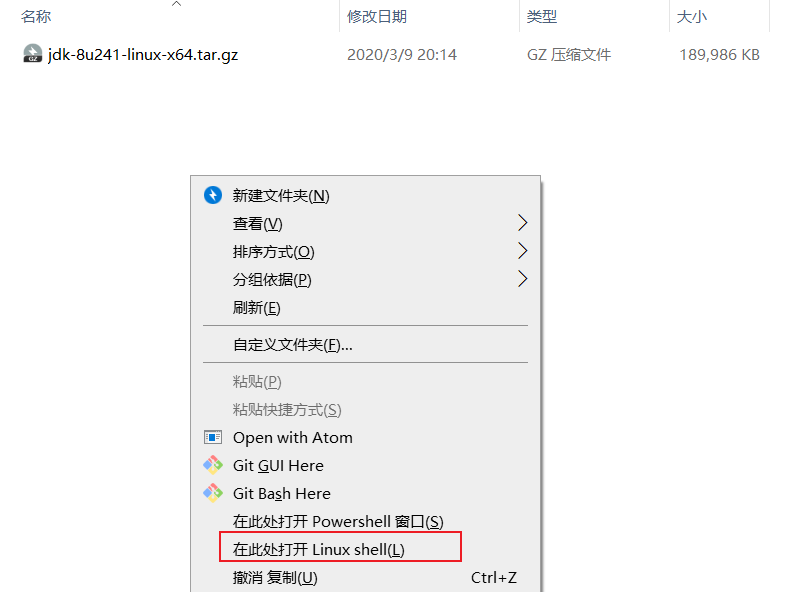 名称 修改日期 类型 大小
jdk-8u241-linux-x64.tar.gz 2020/3/9 20:14 GZ 压缩文件 189,986 KB
新建文件夹(N)
查看(V)
排序方式(O)
分组依据(P)
刷新(E)
自定义文件夹(F)...
粘贴(P)
粘贴快捷方式(S)
Open with Atom
Git GUI Here
Git Bash Here
在此处打开 Powershell 窗口(S)
在此处打开 Linux shell(L)
撤消 复制(U) Ctrl+Z